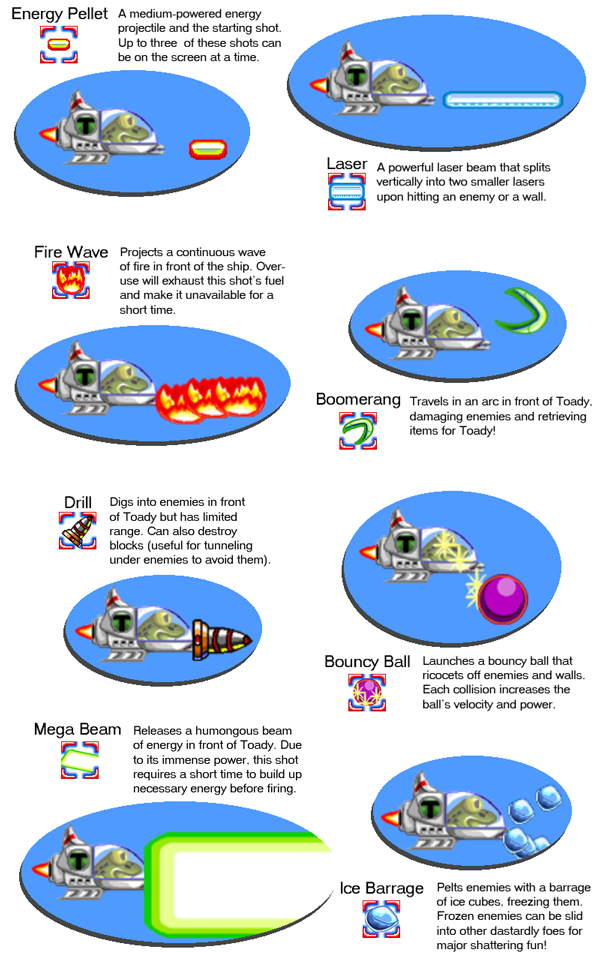 Energy Pellet
A medium-powered energy
projectile and the starting shot.
Up to three of these shots can
be on the screen at a time.
T
T
Laser
A powerful laser beam that splits
vertically into two smaller lasers
upon hitting an enemy or a wall.
Fire Wave
Projects a continuous wave
of fire in front of the ship. Over-
use will exhaust this shot's fuel
and make it unavailable for a
short time.
T
T
Boomerang
Travels in an arc in front of Toady,
damaging enemies and retrieving
items for Toady!
Drill
Digs into enemies in front
of Toady but has limited
range. Can also destroy
blocks (useful for tunneling
under enemies to avoid them).
T
T
Bouncy Ball
Launches a bouncy ball that
ricocets off enemies and walls.
Each collision increases the
ball's velocity and power.
Mega Beam
Releases a humongous beam
of energy in front of Toady. Due
to its immense power, this shot
requires a short time to build up
necessary energy before firing.
T
T
Ice Barrage
Pelts enemies with a barrage
of ice cubes, freezing them.
Frozen enemies can be slid
into other dastardly foes for
major shattering fun!